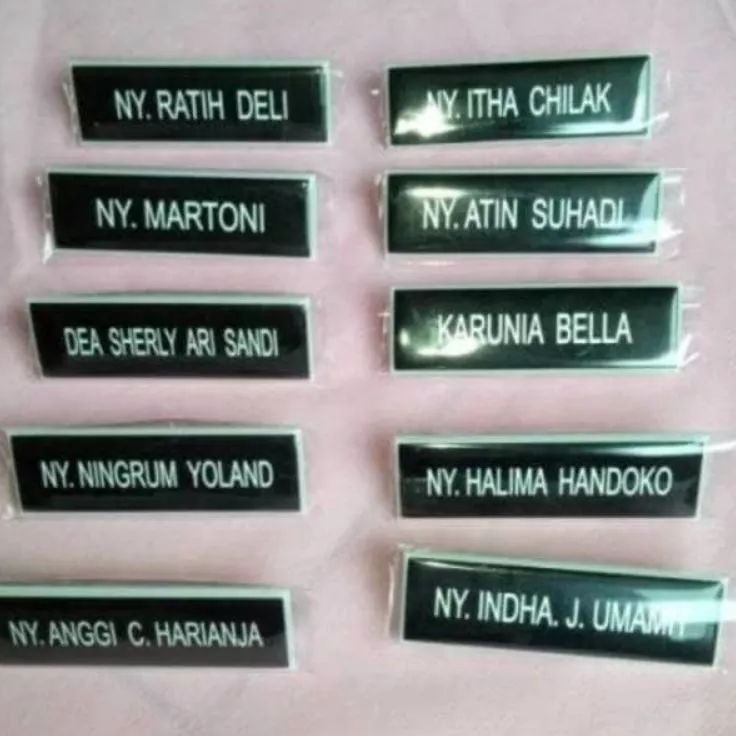 NY. RATIH DELI
NY. ITHA CHILAK
NY. MARTONI
NY. ATIN SUHADI
DEA SHERLY ARI SANDI
KARUNIA BELLA
NY. NINGRUM YOLAND
NY. HALIMA HANDOKO
NY. ANGGI C. HARIANJA
NY. INDHA. J.